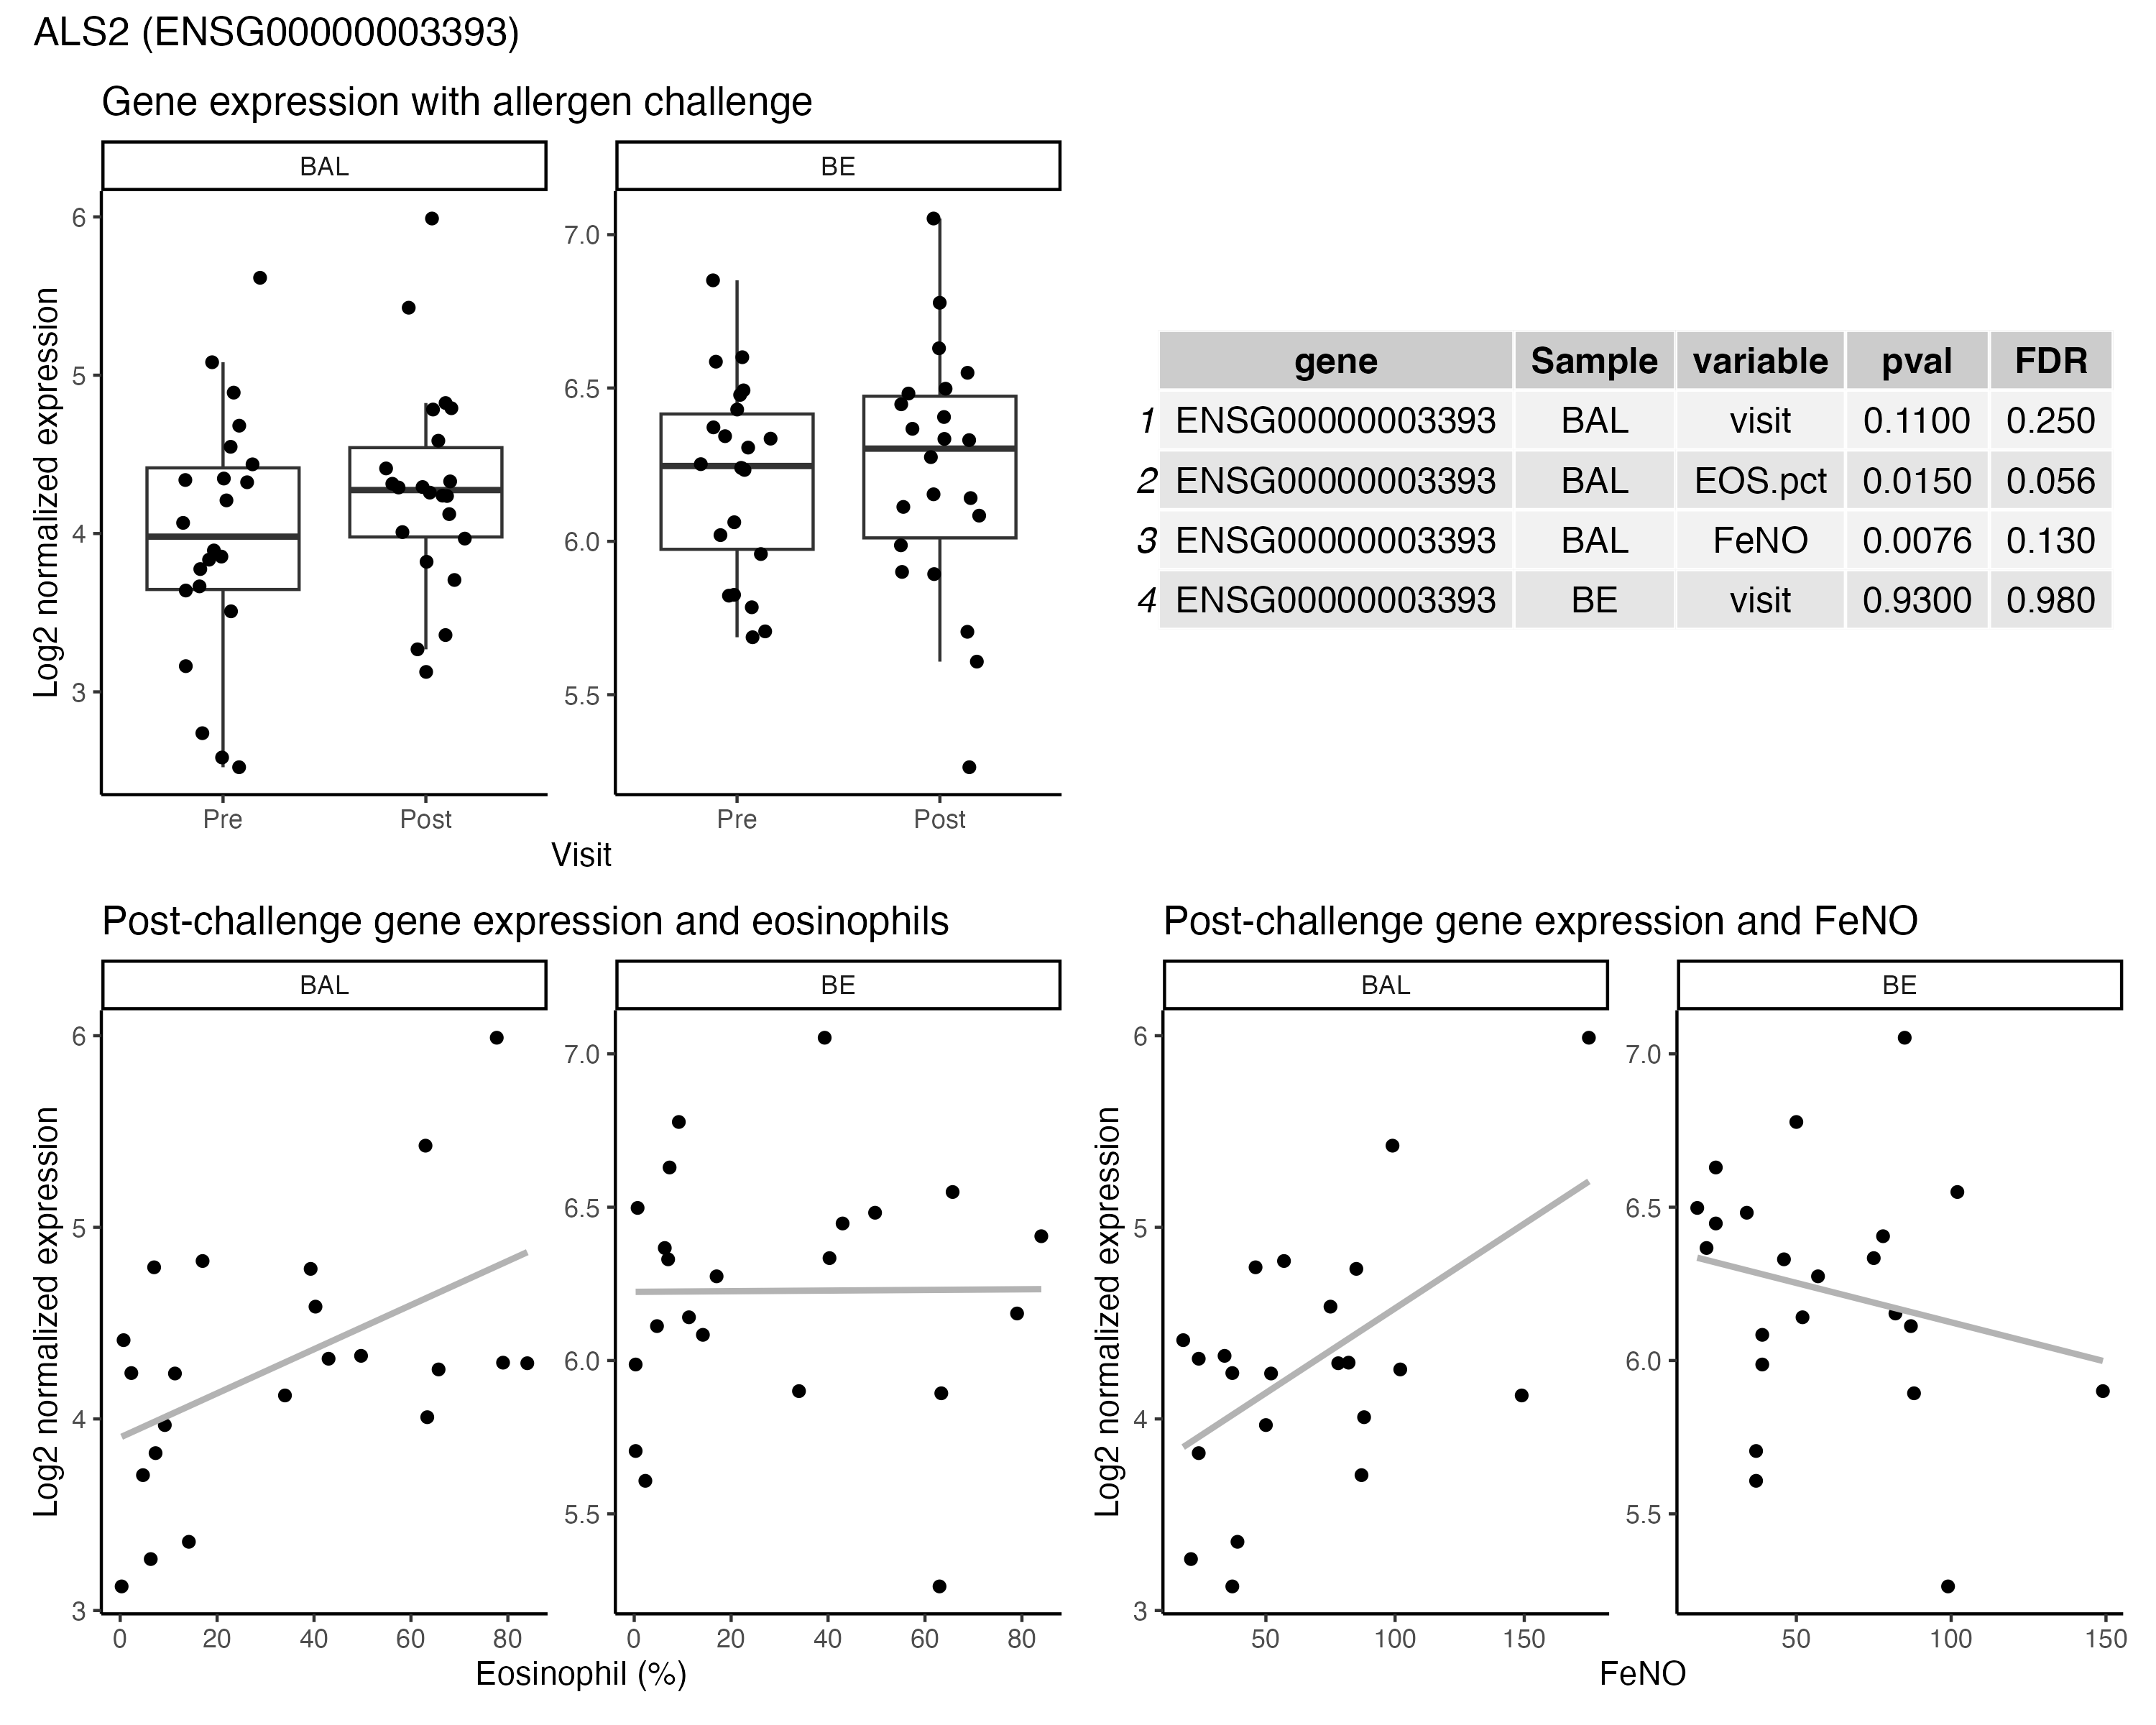 ALS2 (ENSG00000003393)
Gene expression with allergen challenge
BAL
BE
Log2 normalized expression
6
5
4
3
7.0
6.5
6.0
5.5
Pre
Post
Pre
Post
Visit
gene Sample variable pval FDR
1 ENSG00000003393 BAL visit 0.1100 0.250
2 ENSG00000003393 BAL EOS.pct 0.0150 0.056
3 ENSG00000003393 BAL FeNO 0.0076 0.130
4 ENSG00000003393 BE visit 0.9300 0.980
Post-challenge gene expression and eosinophils
BAL
BE
Log2 normalized expression
6
5
4
3
7.0
6.5
6.0
5.5
0 20 40 60 80
0 20 40 60 80
Eosinophil (%)
Post-challenge gene expression and FeNO
BAL
BE
Log2 normalized expression
6
5
4
3
7.0
6.5
6.0
5.5
50 100 150
50 100 150
FeNO